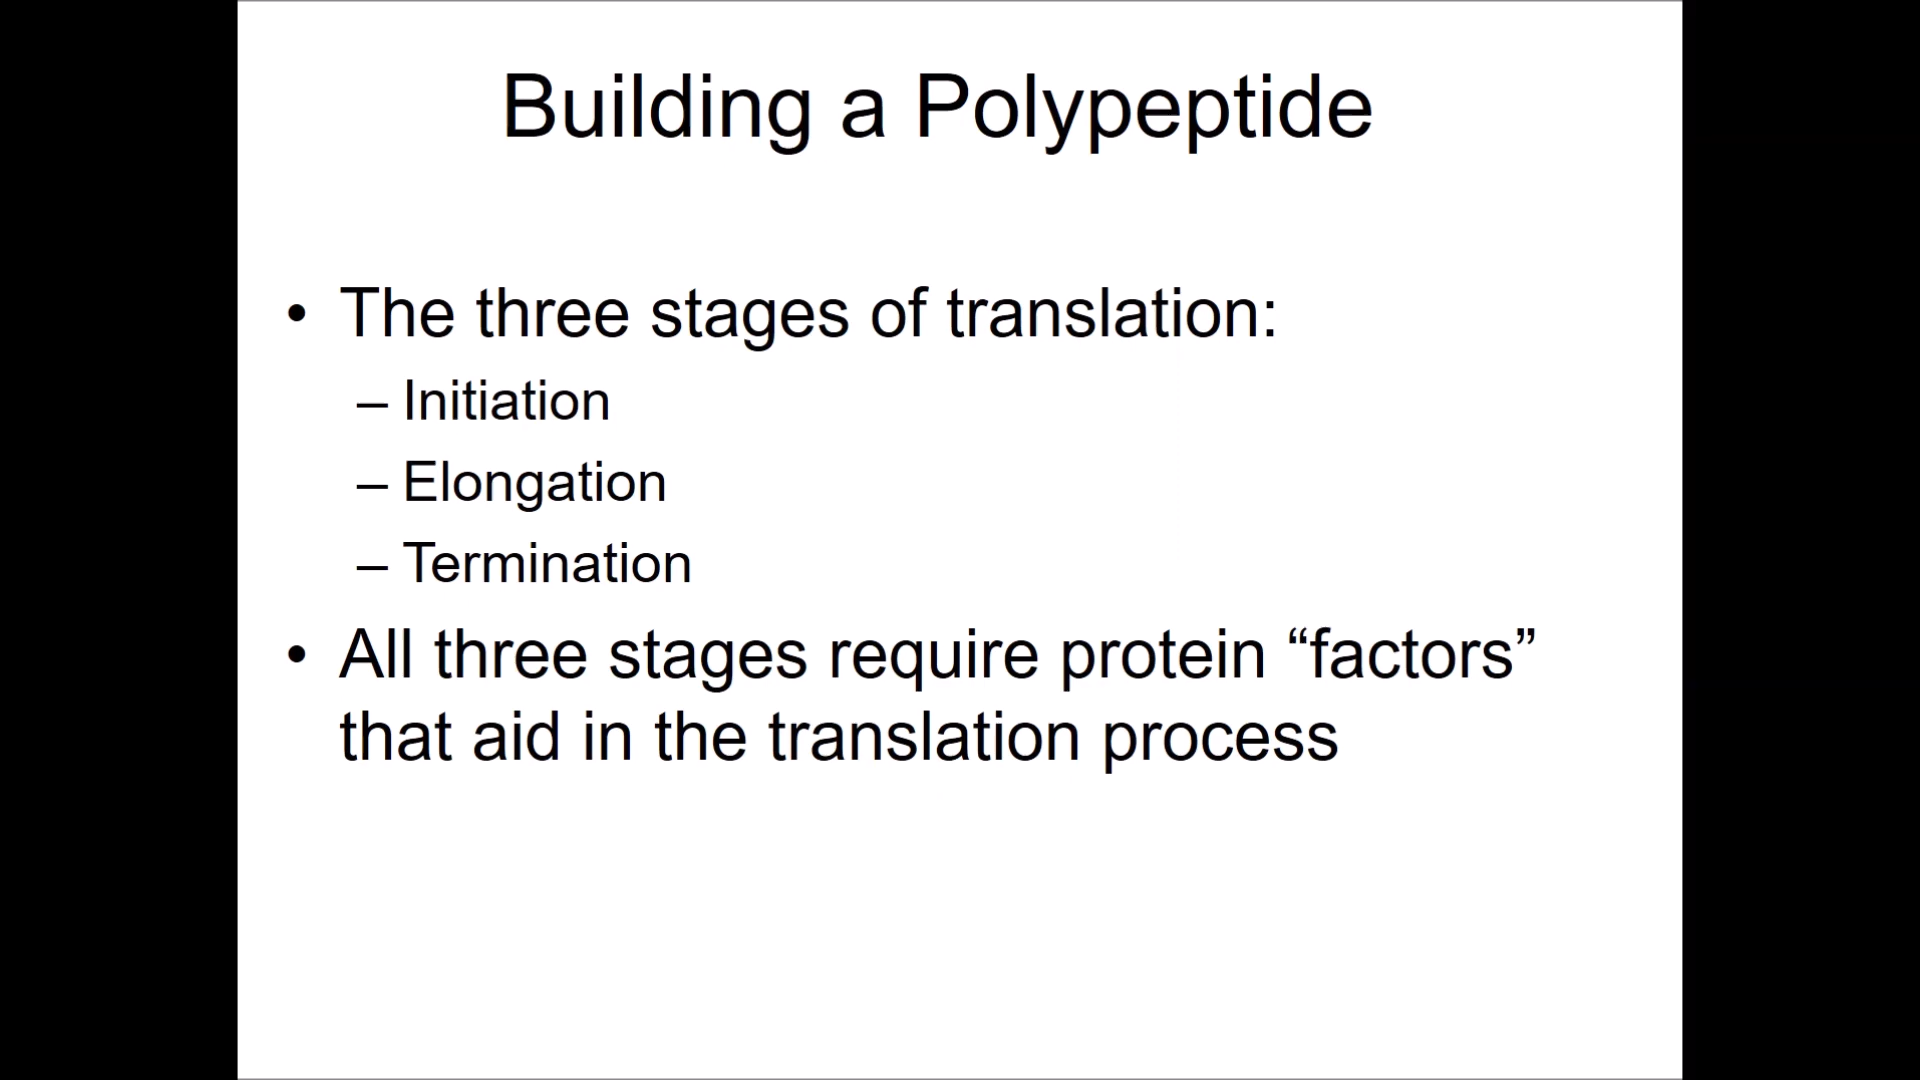 Building a Polypeptide
• The three stages of translation:
– Initiation
– Elongation
– Termination
• All three stages require protein “factors”
that aid in the translation process